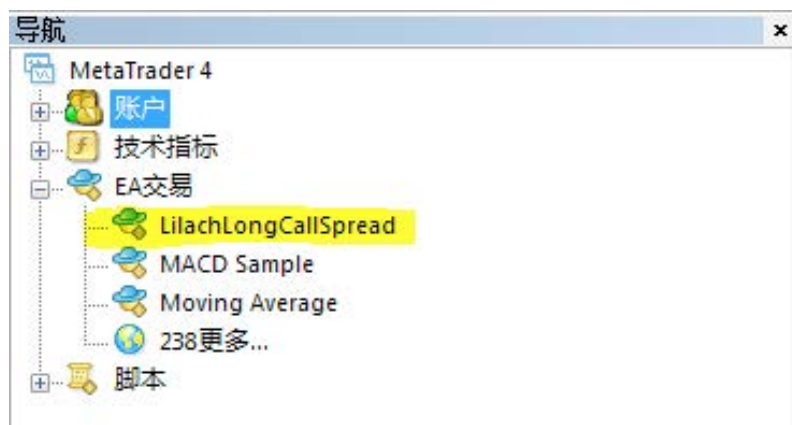 导航
MetaTrader 4
账户
技术指标
EA交易
LilachLongCallSpread
MACD Sample
Moving Average
238更多...
脚本